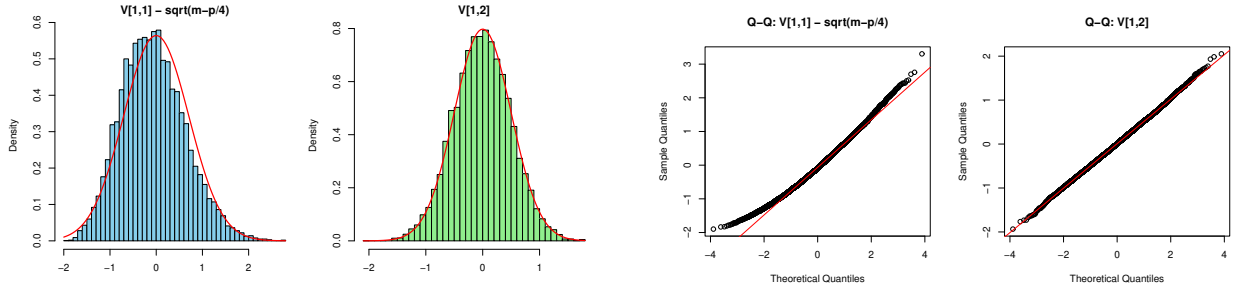 V[1,1] − sqrt(m−p/4)
Density
0.0 0.1 0.2 0.3 0.4 0.5 0.6
−2 −1 0 1 2
V[1,2]
Density
0.0 0.2 0.4 0.6 0.8
−2 −1 0 1
Q−Q: V[1,1] − sqrt(m−p/4)
Sample Quantiles
−2 −1 0 1 2 3
−4 −2 0 2 4
Theoretical Quantiles
Q−Q: V[1,2]
Sample Quantiles
−2 −1 0 1 2
−4 −2 0 2 4
Theoretical Quantiles